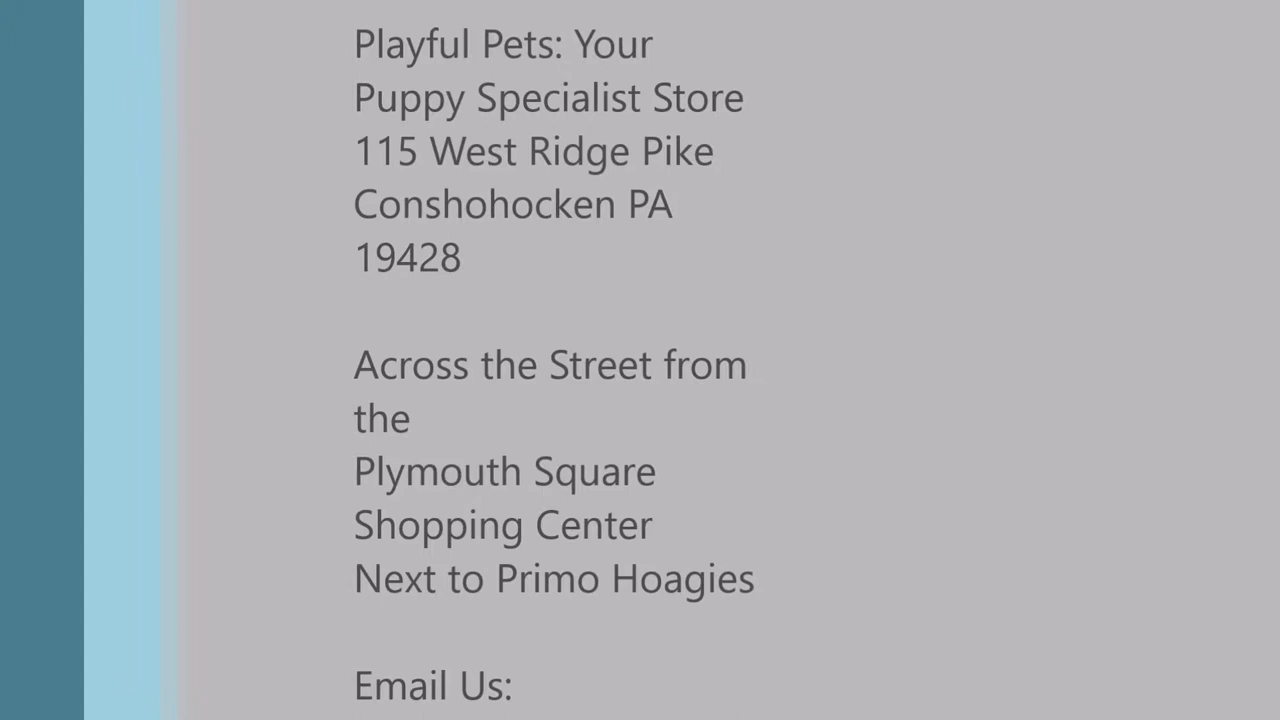 Playful Pets: Your
Puppy Specialist Store
115 West Ridge Pike
Conshohocken PA
19428
Across the Street from
the
Plymouth Square
Shopping Center
Next to Primo Hoagies
Email Us: